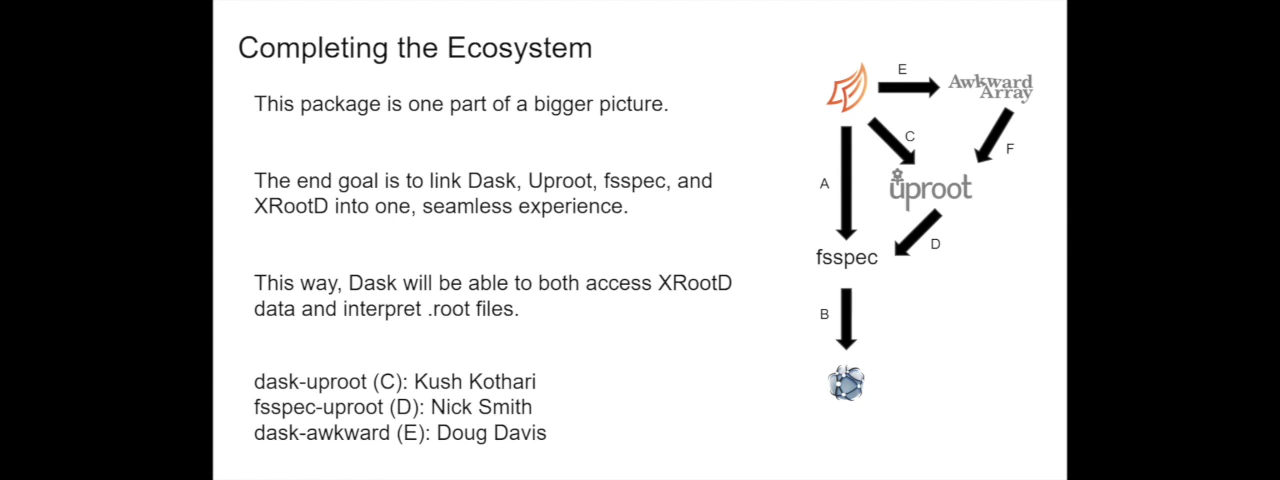 Completing the Ecosystem
This package is one part of a bigger picture.
The end goal is to link Dask, Uproot, fsspec, and
XRootD into one, seamless experience.
This way, Dask will be able to both access XRootD
data and interpret .root files.
dask-uproot (C): Kush Kothari
fsspec-uproot (D): Nick Smith
dask-awkward (E): Doug Davis
E
Awkward
Array
C
F
A
uproot
D
fsspec
B